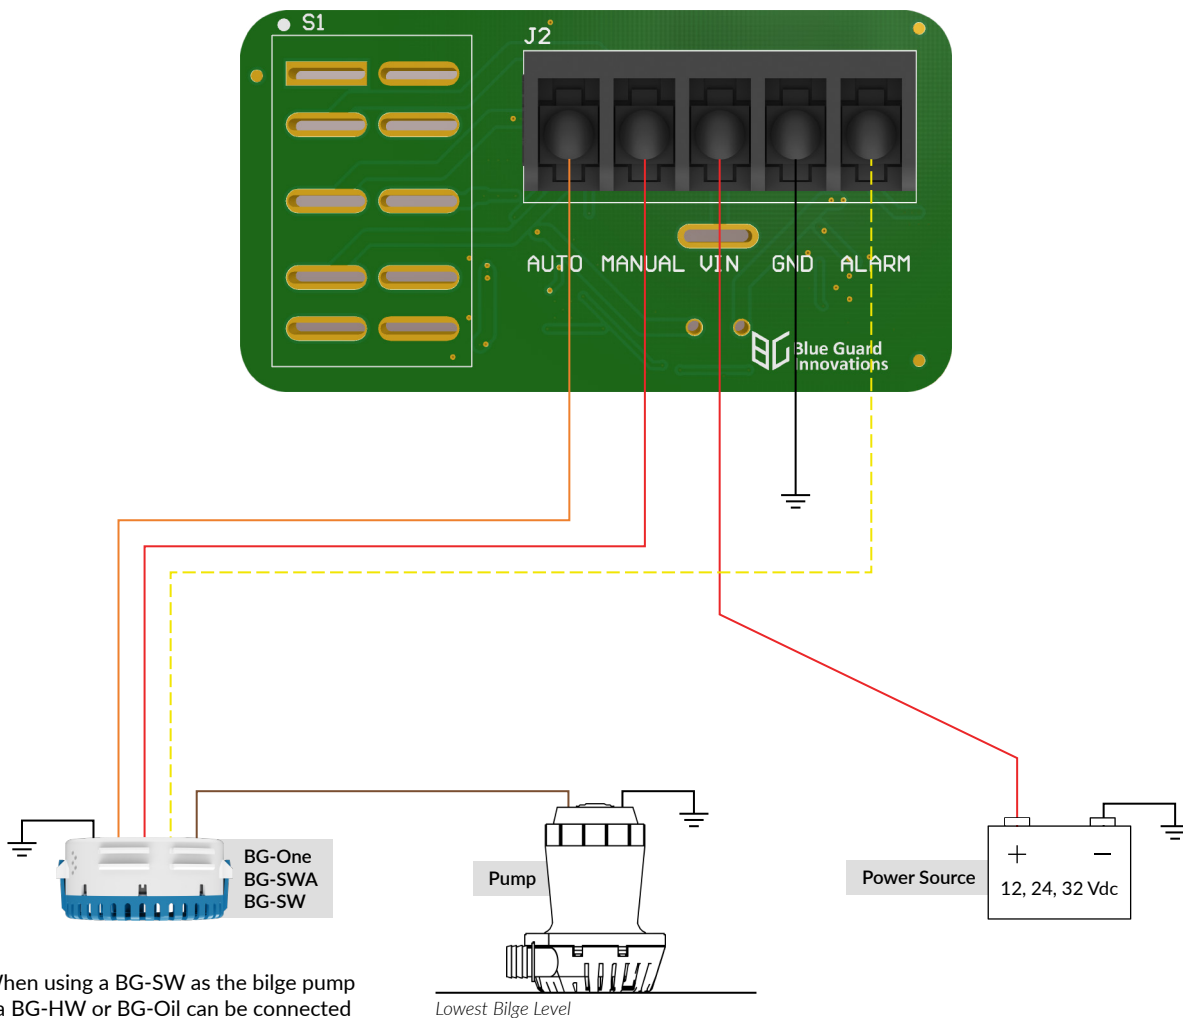 S1
J2
AUTO MANUAL VIN GND ALARM
BG Blue Guard
Innovations
BG-One
BG-SWA
BG-SW
Pump
Power Source
+ −
12, 24, 32 Vdc
When using a BG-SW as the bilge pump
a BG-HW or BG-Oil can be connected
Lowest Bilge Level